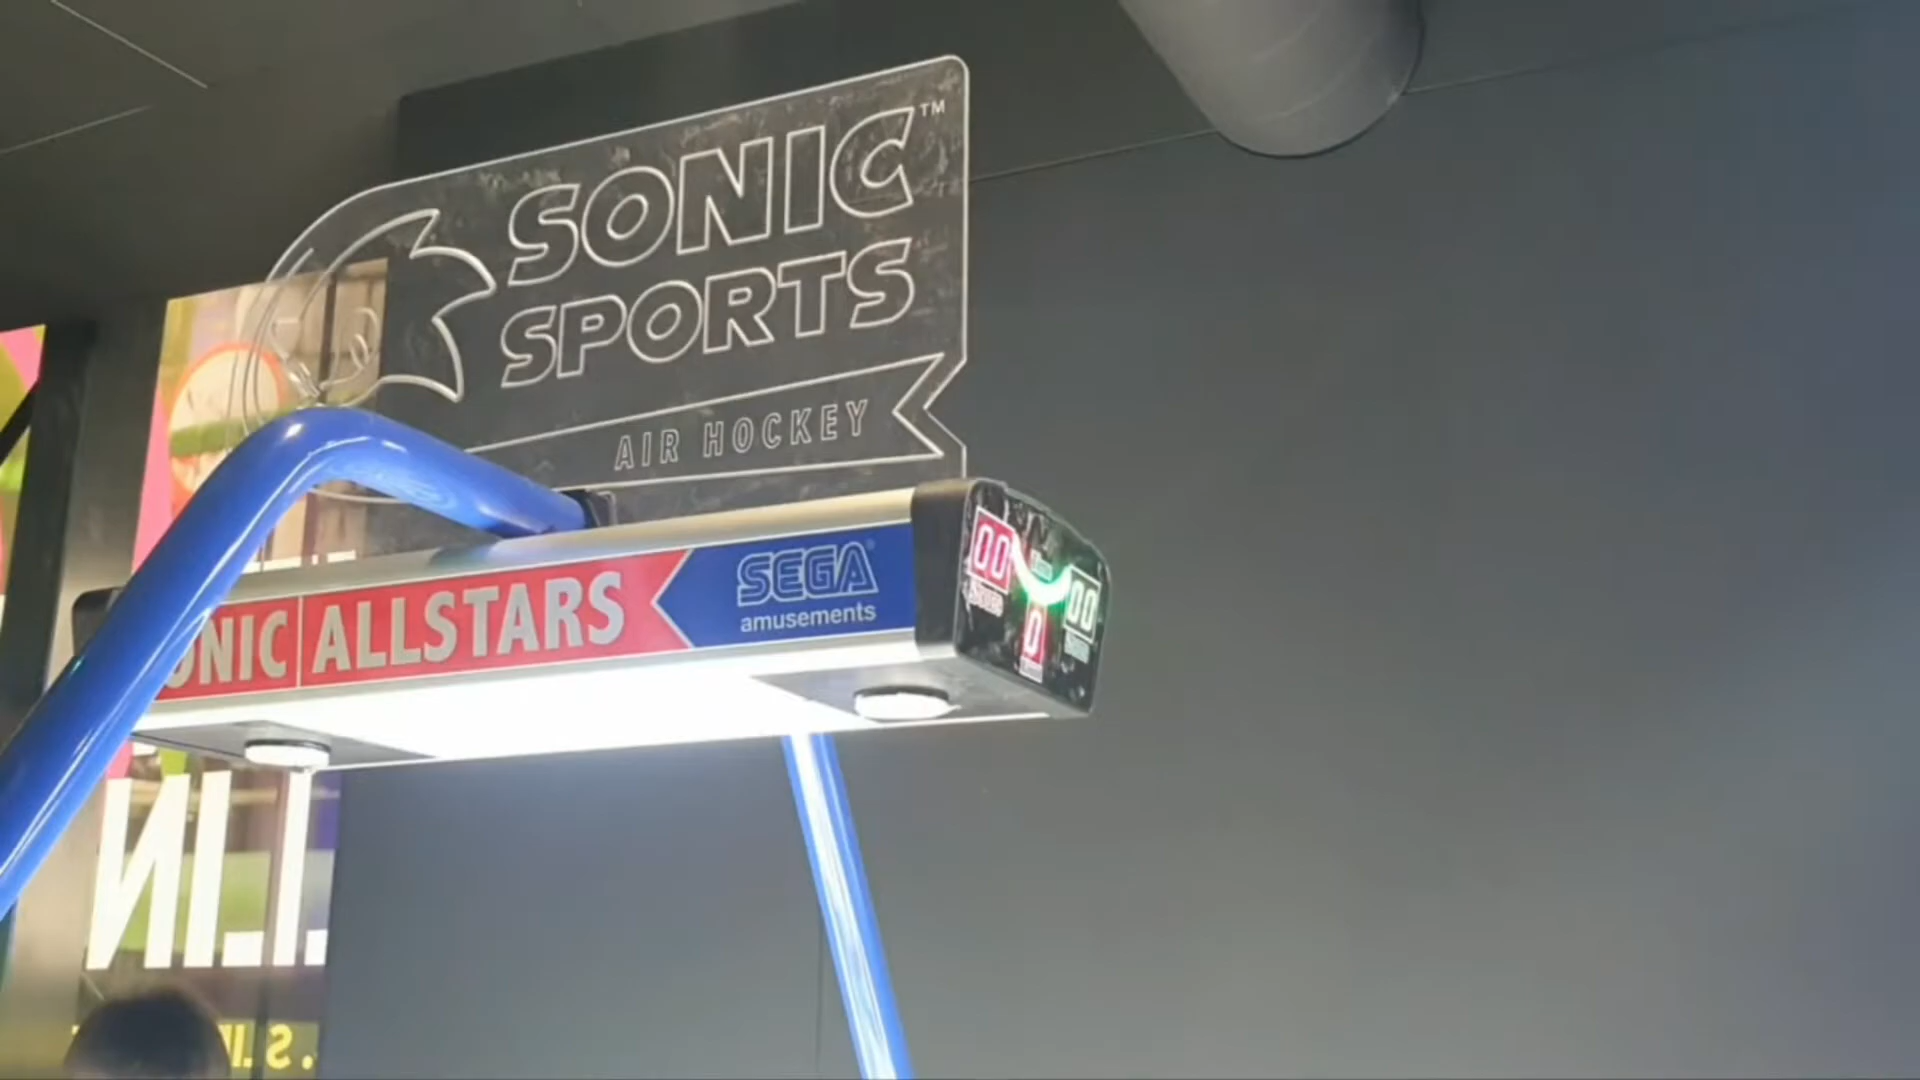 SONIC™
SPORTS
AIR HOCKEY
ONIC ALLSTARS
SEGA®
amusements
00
00
0